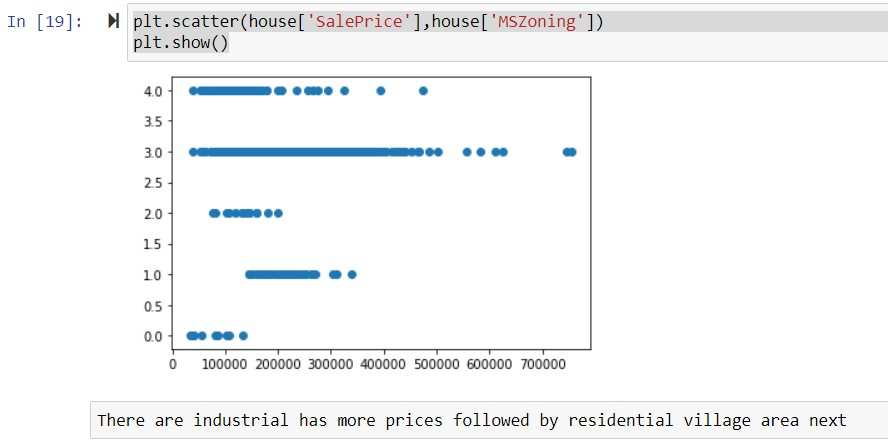 In [19]:
plt.scatter(house['SalePrice'],house['MSZoning'])
plt.show()
4.0
3.5
3.0
2.5
2.0
1.5
1.0
0.5
0.0
0 100000 200000 300000 400000 500000 600000 700000
There are industrial has more prices followed by residential village area next